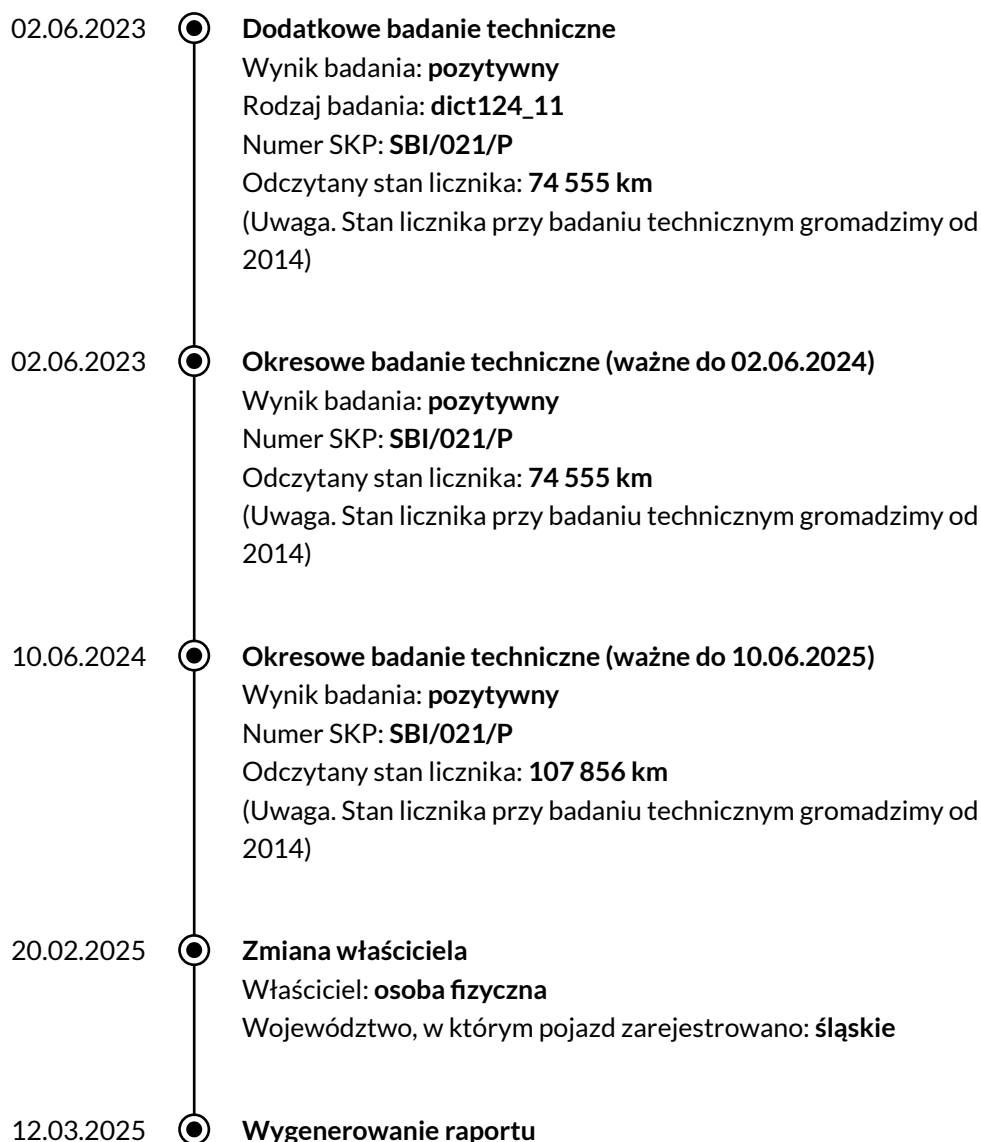 02.06.2023 Dodatkowe badanie techniczne
Wynik badania: pozytywny
Rodzaj badania: dict124_11
Numer SKP: SBI/021/P
Odczytany stan licznika: 74 555 km
(Uwaga. Stan licznika przy badaniu technicznym gromadzimy od
2014)
02.06.2023 Okresowe badanie techniczne (ważne do 02.06.2024)
Wynik badania: pozytywny
Numer SKP: SBI/021/P
Odczytany stan licznika: 74 555 km
(Uwaga. Stan licznika przy badaniu technicznym gromadzimy od
2014)
10.06.2024 Okresowe badanie techniczne (ważne do 10.06.2025)
Wynik badania: pozytywny
Numer SKP: SBI/021/P
Odczytany stan licznika: 107 856 km
(Uwaga. Stan licznika przy badaniu technicznym gromadzimy od
2014)
20.02.2025 Zmiana właściciela
Właściciel: osoba fizyczna
Województwo, w którym pojazd zarejestrowano: śląskie
12.03.2025 Wygenerowanie raportu